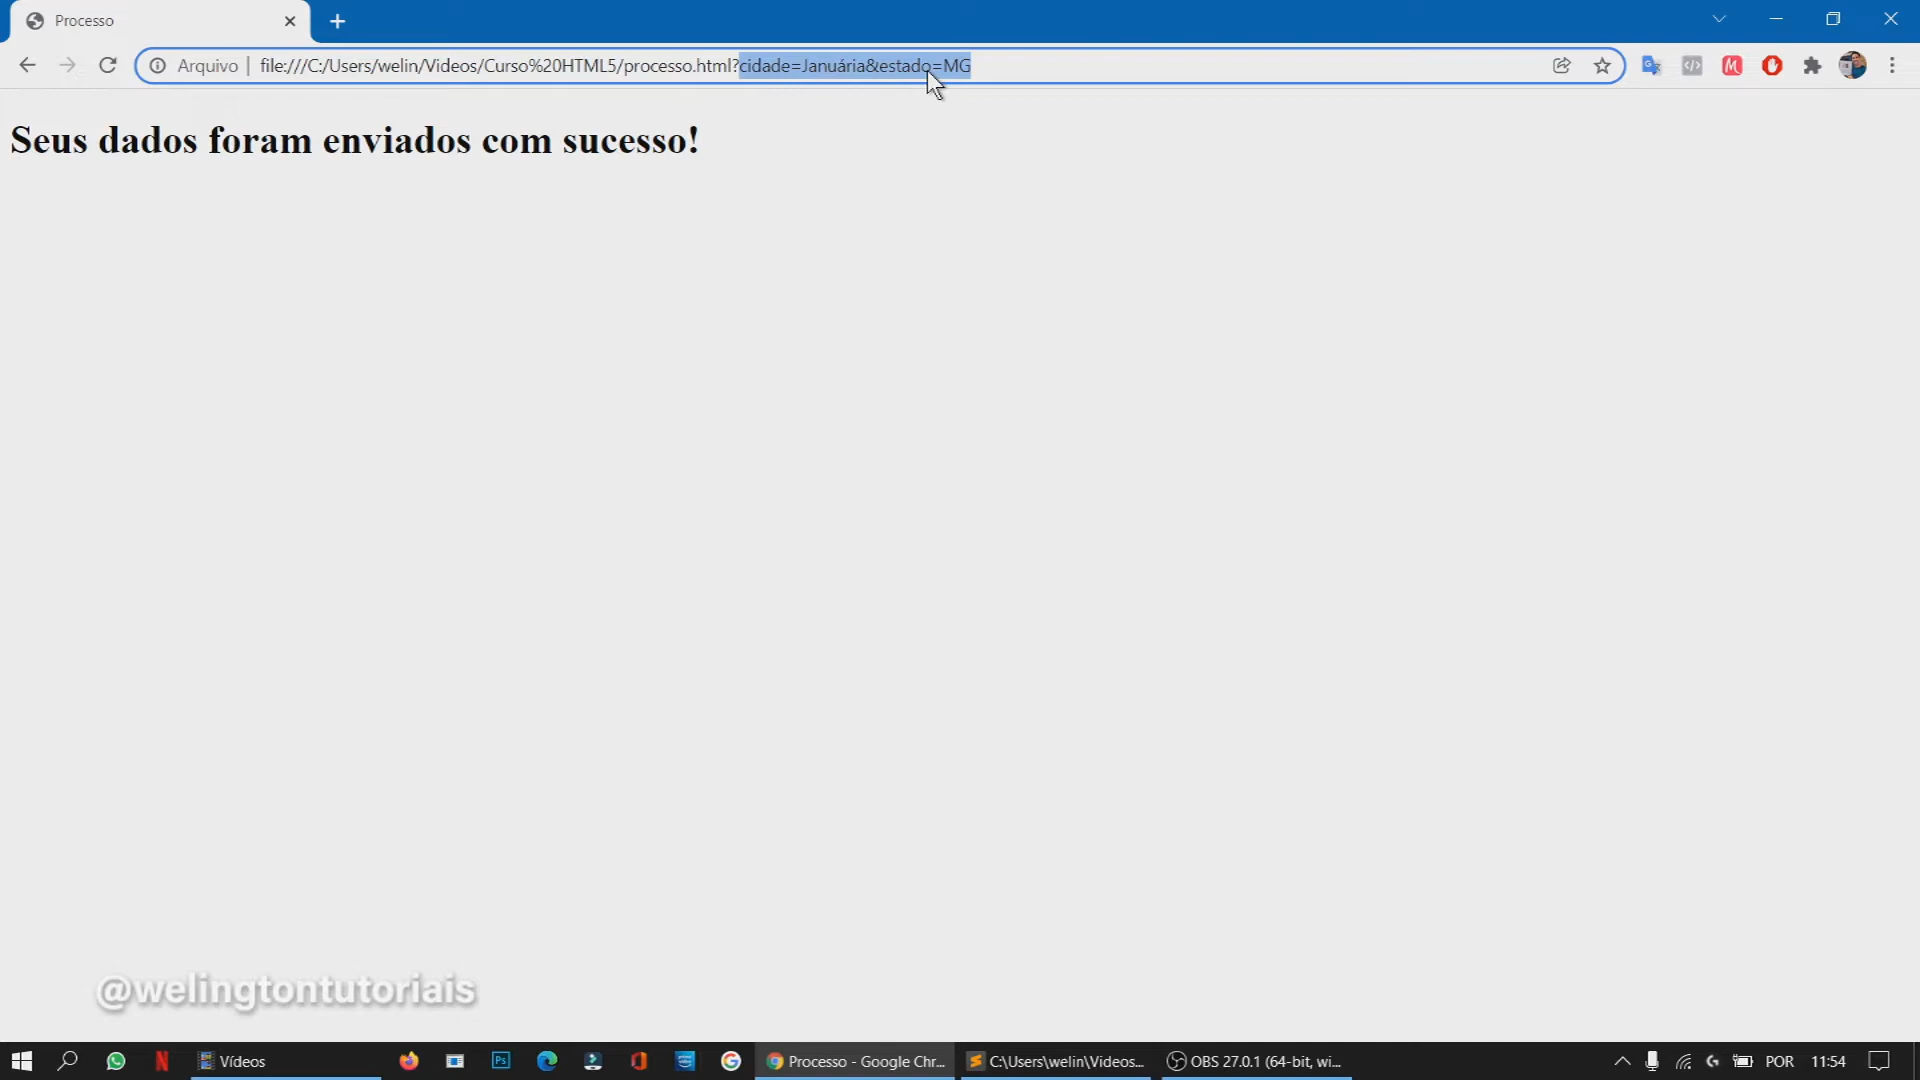 Processo
Arquivo | file:///C:/Users/welin/Videos/Curso%20HTML5/processo.html?cidade=Januária&estado=MG
Seus dados foram enviados com sucesso!
@welingtontutoriais
Vídeos
Processo - Google Chr...
C:\Users\welin\Videos...
OBS 27.0.1 (64-bit, wi...
POR
11:54